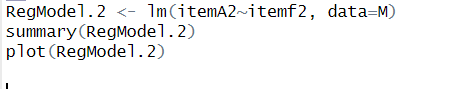 RegModel.2 <- lm(itemA2~itemf2, data=M)
summary(RegModel.2)
plot(RegModel.2)